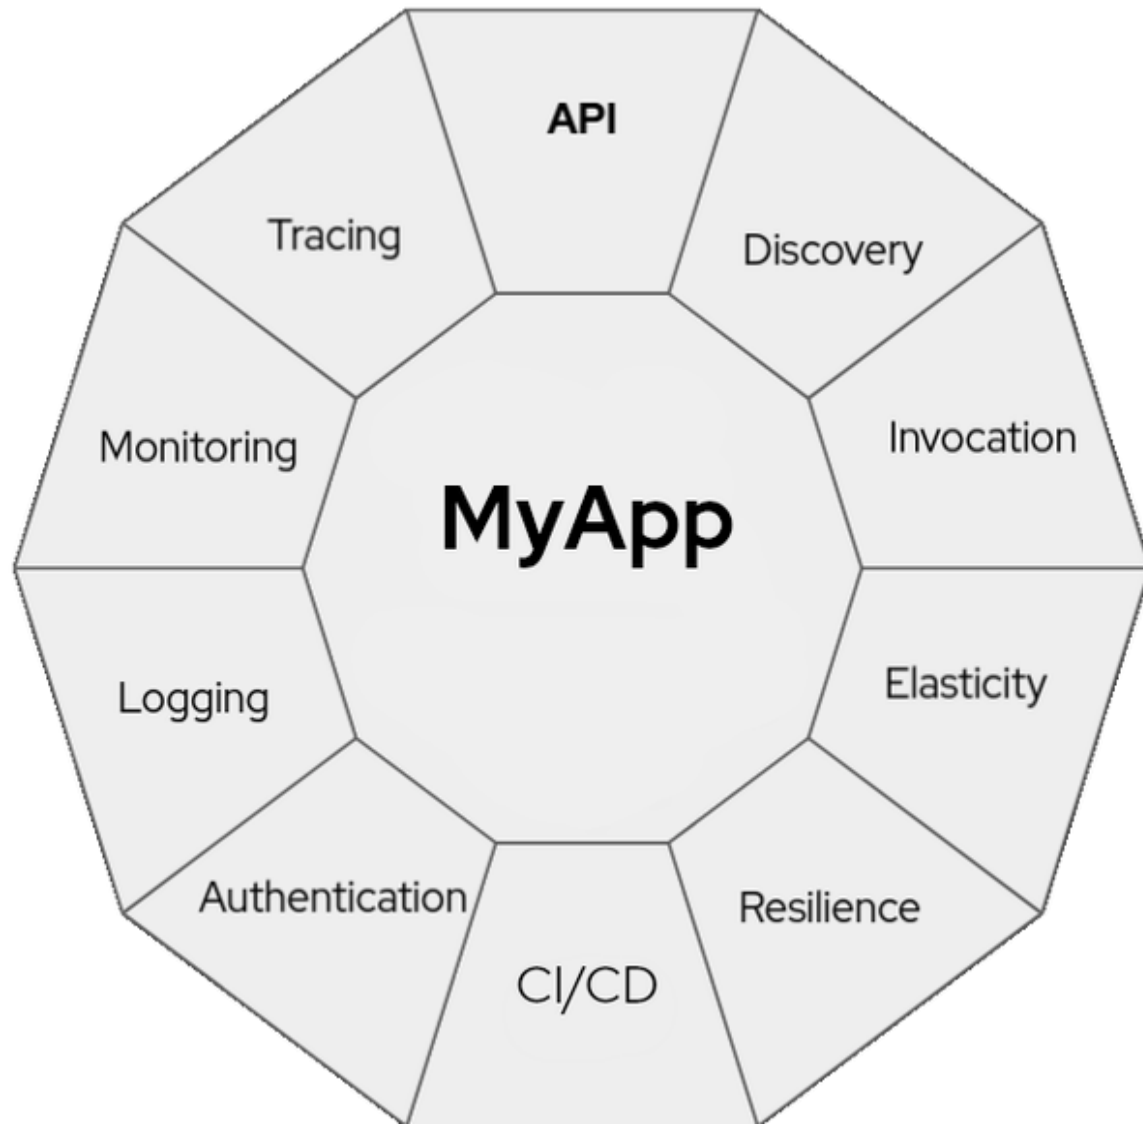 API
Tracing
Discovery
Invocation
Monitoring
MyApp
Elasticity
Logging
Authentication
Resilience
CI/CD